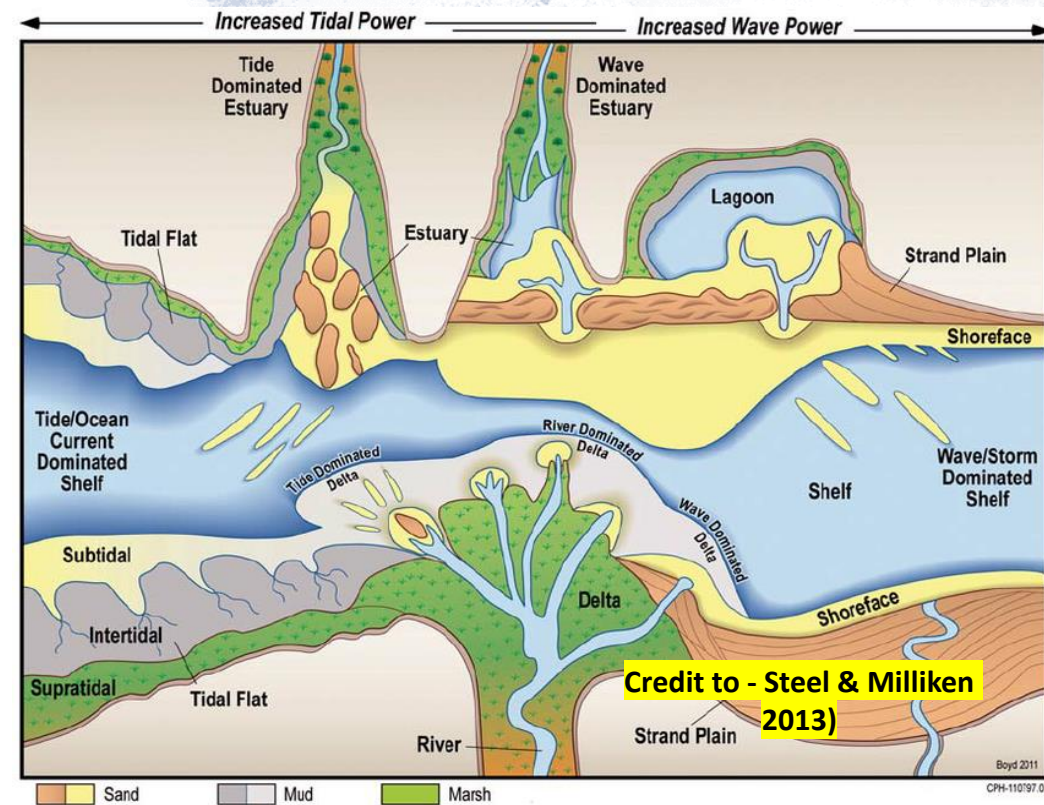 Increased Tidal Power
Increased Wave Power
Tide
Dominated
Estuary
Wave
Dominated
Estuary
Lagoon
Tidal Flat
Estuary
Strand Plain
Shoreface
Tide/Ocean
Current
Dominated
Shelf
River Dominated
Delta
Tide Dominated
Delta
Wave/Storm
Dominated
Shelf
Shelf
Wave Dominated
Delta
Subtidal
Delta
Shoreface
Intertidal
Supratidal
Tidal Flat
Credit to - Steel & Milliken
2013)
River
Strand Plain
Boyd 2011
Sand
Mud
Marsh
CPH-110797.0